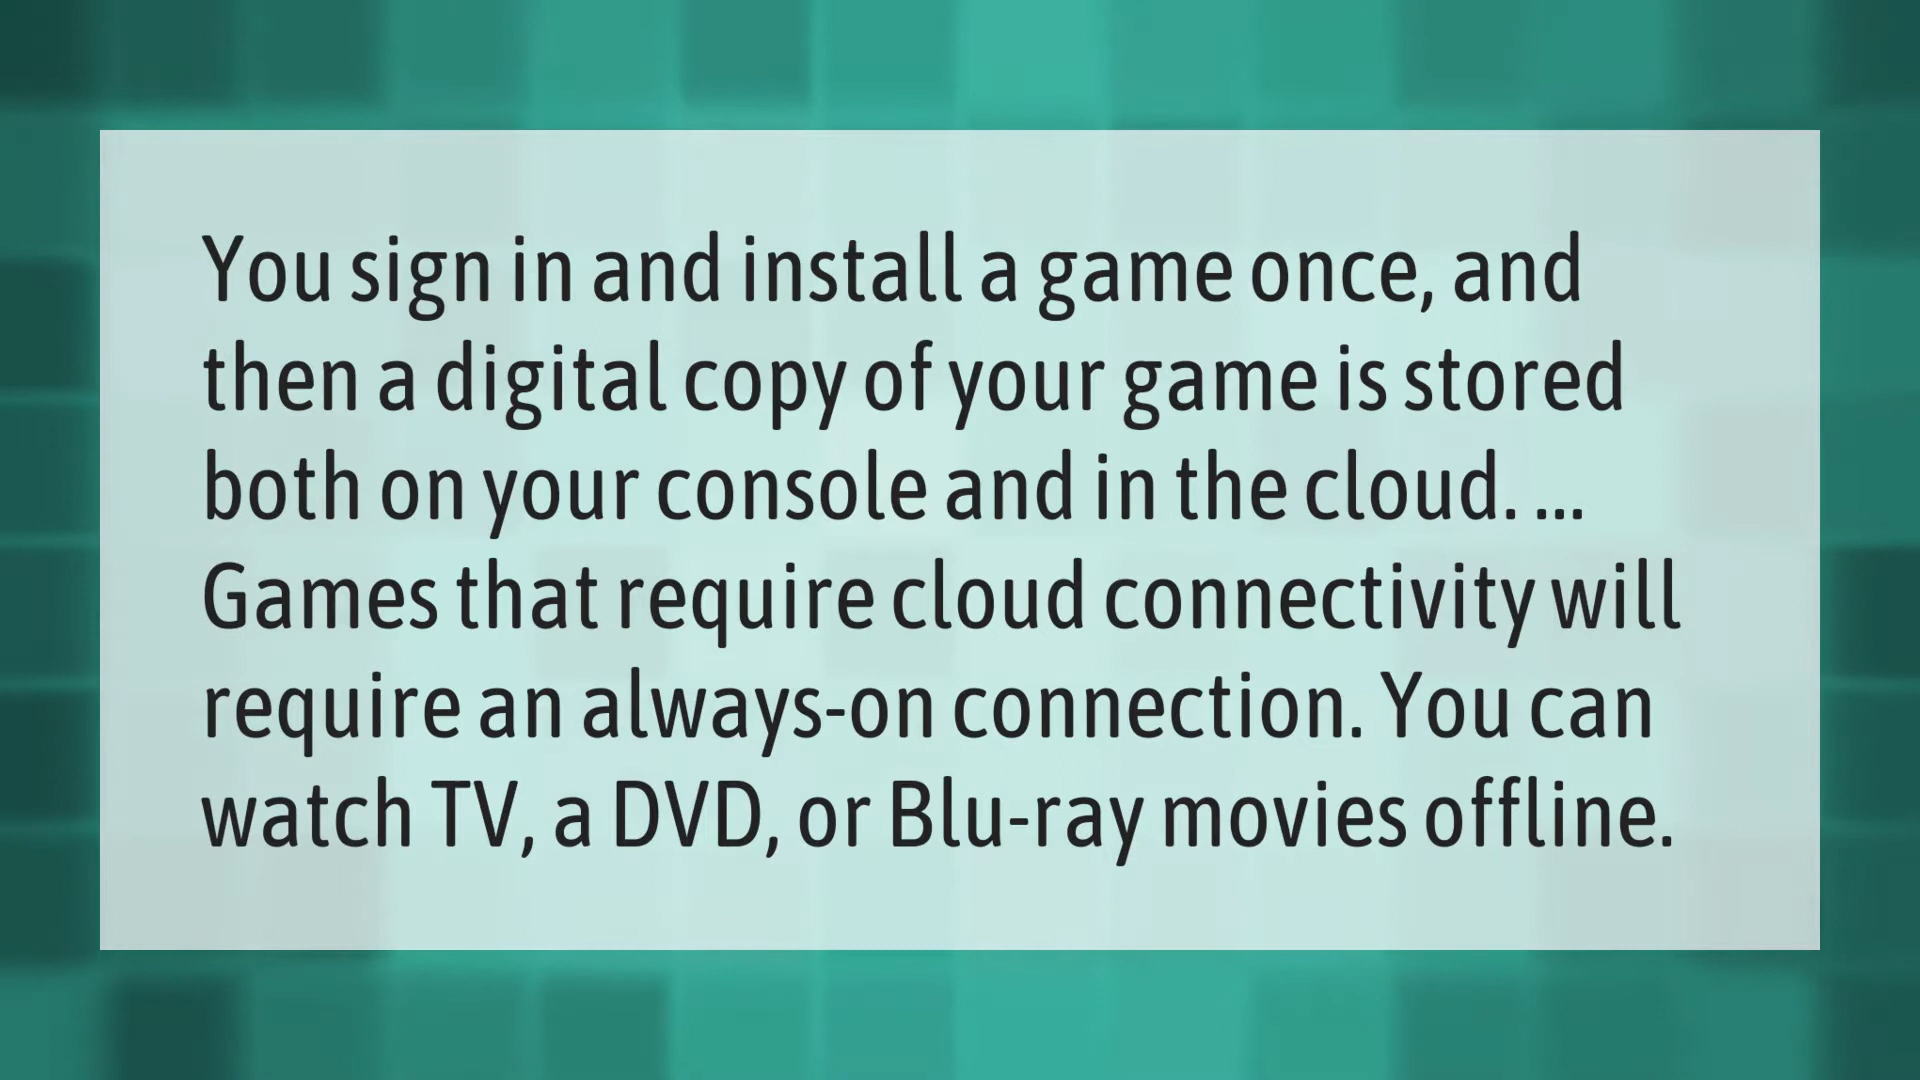 You sign in and install a game once, and
then a digital copy of your game is stored
both on your console and in the cloud. ...
Games that require cloud connectivity will
require an always-on connection. You can
watch TV, a DVD, or Blu-ray movies offline.